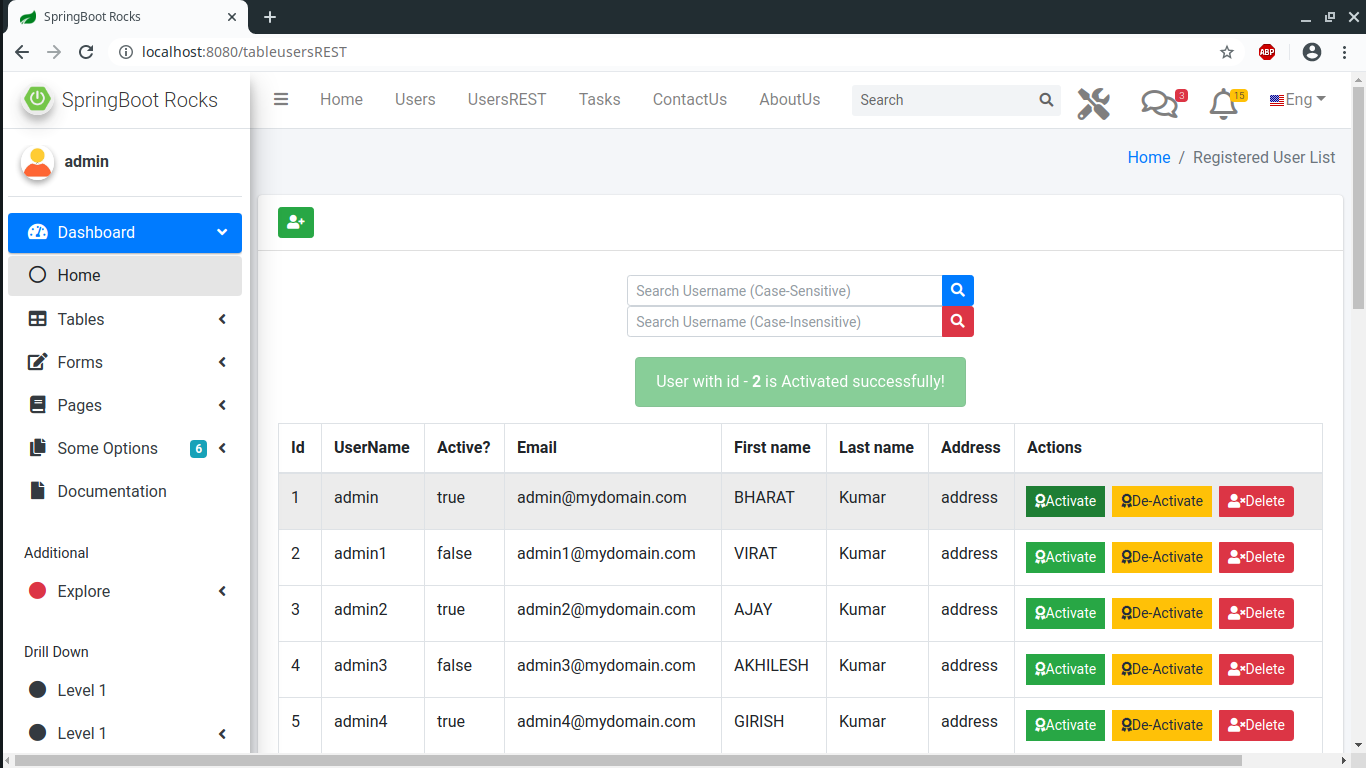 SpringBoot Rocks
localhost:8080/tableusersREST
ABP
SpringBoot Rocks
Home Users UsersREST Tasks ContactUs AboutUs Search 3 15 Eng
admin
Home / Registered User List
Dashboard
Home
Tables
Forms
Pages
Some Options 6
Documentation
Additional
Explore
Drill Down
Level 1
Level 1
Search Username (Case-Sensitive)
Search Username (Case-Insensitive)
User with id - 2 is Activated successfully!
Id UserName Active? Email First name Last name Address Actions
1 admin true admin@mydomain.com BHARAT Kumar address Activate De-Activate Delete
2 admin1 false admin1@mydomain.com VIRAT Kumar address Activate De-Activate Delete
3 admin2 true admin2@mydomain.com AJAY Kumar address Activate De-Activate Delete
4 admin3 false admin3@mydomain.com AKHILESH Kumar address Activate De-Activate Delete
5 admin4 true admin4@mydomain.com GIRISH Kumar address Activate De-Activate Delete